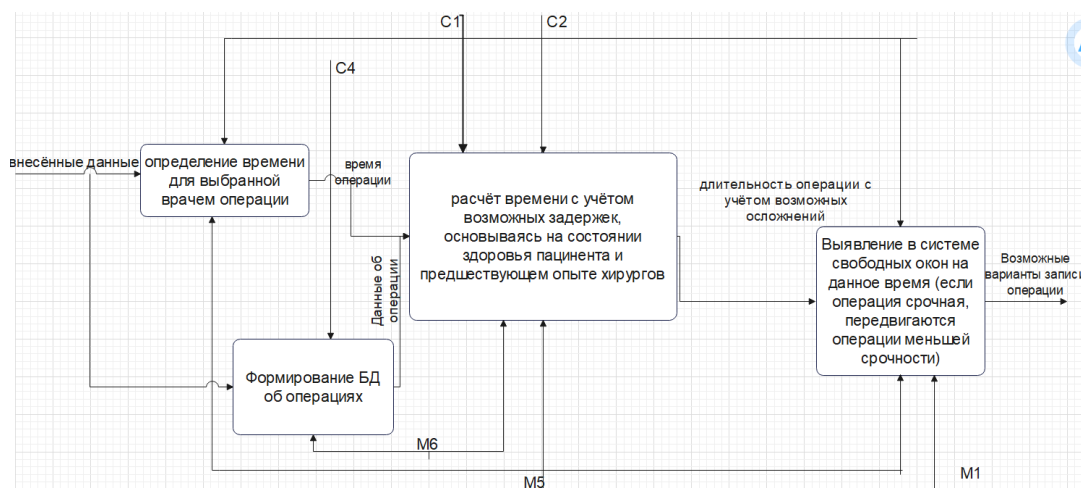 C1
C2
C4
внесённые данные
определение времени
для выбранной
врачем операции
время
операции
расчёт времени с учётом
возможных задержек,
основываясь на состоянии
здоровья пацинента и
предшествующем опыте хирургов
длительность операции с
учётом возможных
осложнений
Выявление в системе
свободных окон на
данное время (если
операция срочная,
передвигаются
операции меньшей
срочности)
Возможные
варианты записи
операции
Данные об
операции
Формирование БД
об операциях
M6
M5
M1